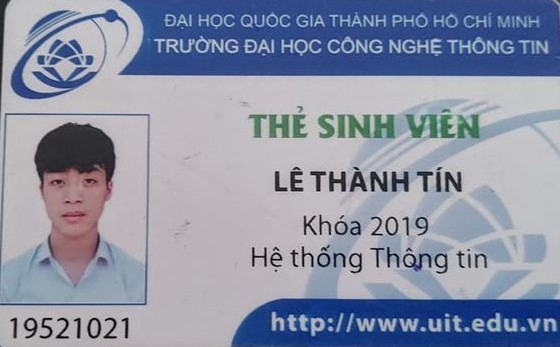 ĐẠI HỌC QUỐC GIA THÀNH PHỐ HỒ CHÍ MINH
TRƯỜNG ĐẠI HỌC CÔNG NGHỆ THÔNG TIN
THẺ SINH VIÊN
LÊ THÀNH TÍN
Khóa 2019
Hệ thống Thông tin
19521021
http://www.uit.edu.vn